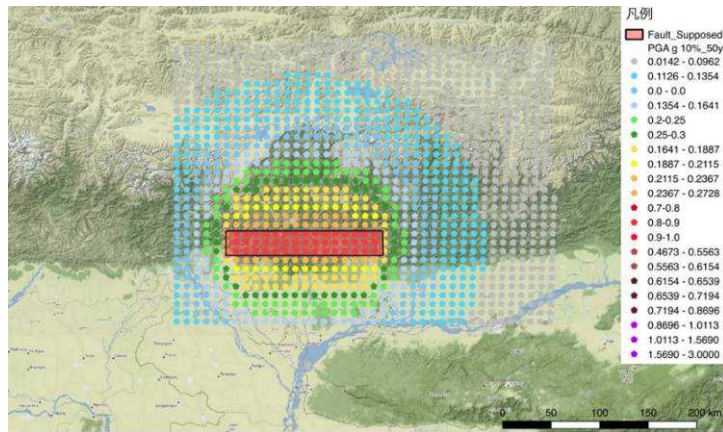 凡例
Fault_Supposed
PGA g 10%_50y
0.0142 - 0.0962
0.1126 - 0.1354
0.0 - 0.0
0.1354 - 0.1641
0.2-0.25
0.25-0.3
0.1641 - 0.1887
0.1887 - 0.2115
0.2115 - 0.2367
0.2367 - 0.2728
0.7-0.8
0.8-0.9
0.9-1.0
0.4673 - 0.5563
0.5563 - 0.6154
0.6154 - 0.6539
0.6539 - 0.7194
0.7194 - 0.8696
0.8696 - 1.0113
1.0113 - 1.5690
1.5690 - 3.0000
0 50 100 150 200 km